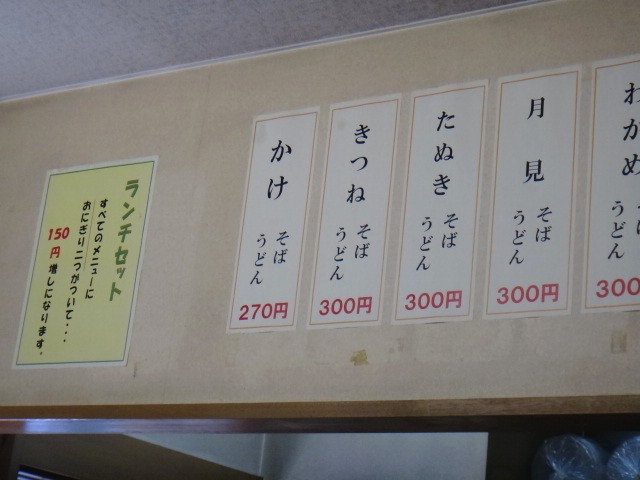 わかめ
そば
うどん
300
月見
そば
うどん
300円
たぬき
そば
うどん
300円
きつね
そば
うどん
300円
かけ
そば
うどん
270円
ランチセット
すべてのメニューに
おにぎり二つがついて・・・
150円増しになります。